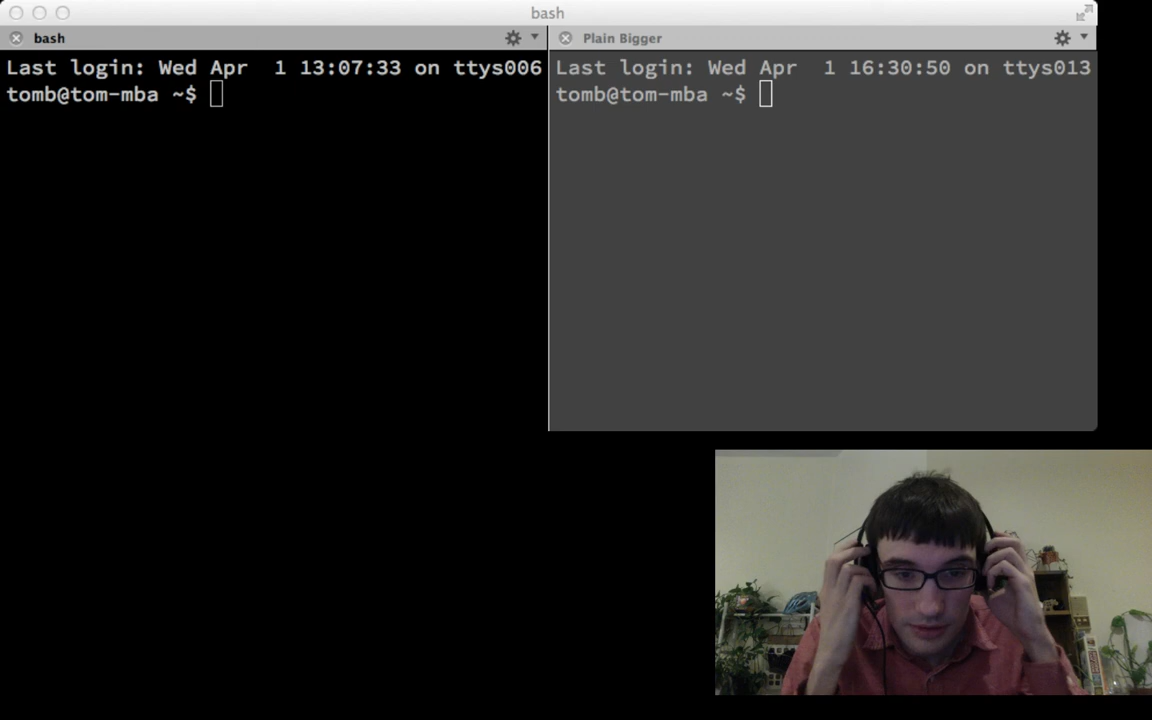 bash
bash
Plain Bigger
Last login: Wed Apr  1 13:07:33 on ttys006
tomb@tom-mba ~$
Last login: Wed Apr  1 16:30:50 on ttys013
tomb@tom-mba ~$